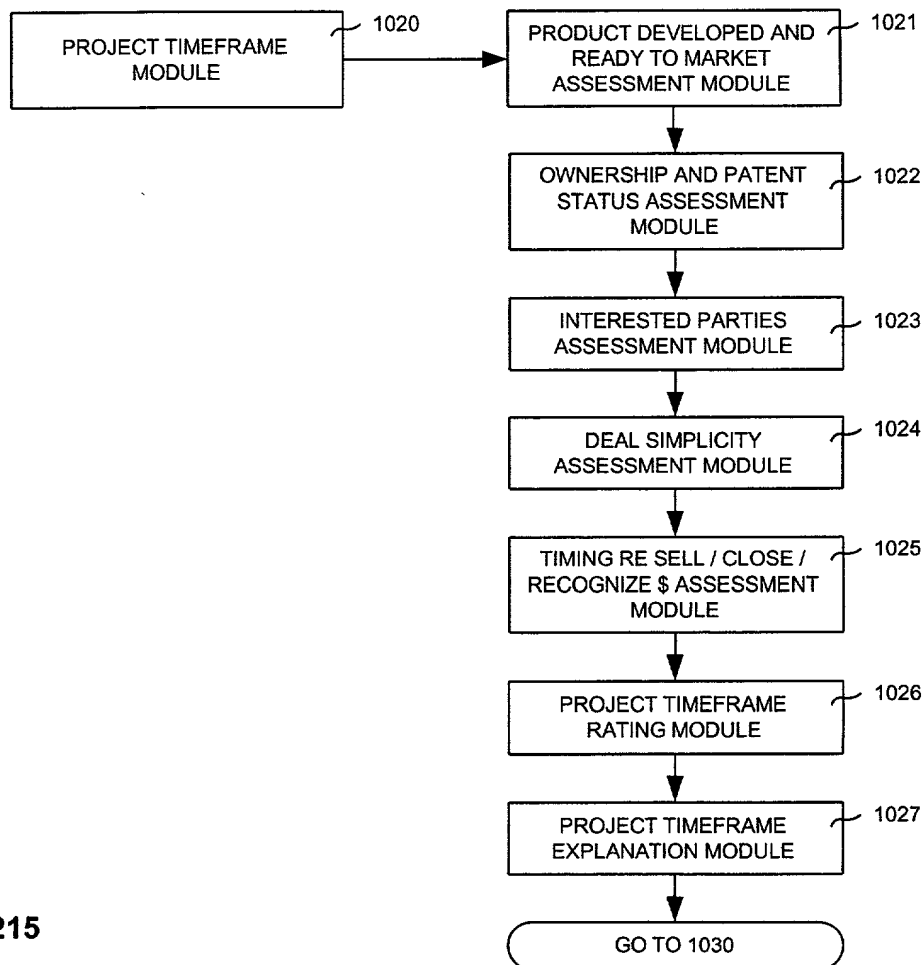 PROJECT TIMEFRAME
MODULE
1020
PRODUCT DEVELOPED AND
READY TO MARKET
ASSESSMENT MODULE
1021
OWNERSHIP AND PATENT
STATUS ASSESSMENT
MODULE
1022
INTERESTED PARTIES
ASSESSMENT MODULE
1023
DEAL SIMPLICITY
ASSESSMENT MODULE
1024
TIMING RE SELL / CLOSE /
RECOGNIZE $ ASSESSMENT
MODULE
1025
PROJECT TIMEFRAME
RATING MODULE
1026
PROJECT TIMEFRAME
EXPLANATION MODULE
1027
GO TO 1030
215